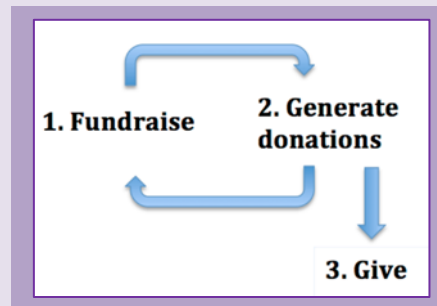 1. Fundraise
2. Generate
donations
3. Give